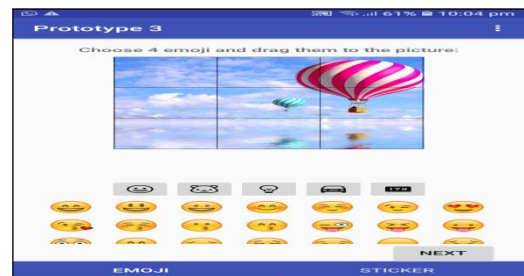 61% 10:04 pm
Prototype 3
Choose 4 emoji and drag them to the picture:
!?#
NEXT
EMOJI STICKER